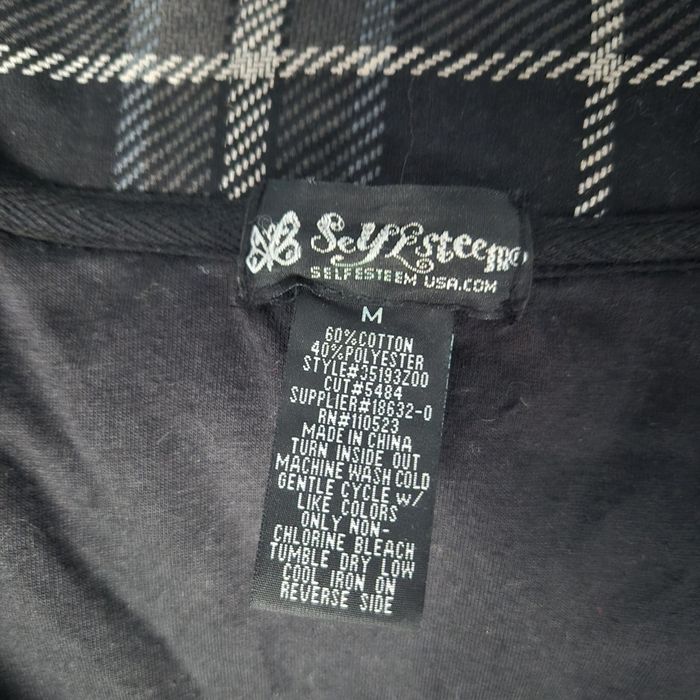 Self Esteem®
SELFESTEEM USA.COM
M
60%COTTON
40%POLYESTER
STYLE#35193Z00
CUT#5484
SUPPLIER#18632-0
RN#110523
MADE IN CHINA
TURN INSIDE OUT
MACHINE WASH COLD
GENTLE CYCLE w/
LIKE COLORS
ONLY NON-
CHLORINE BLEACH
TUMBLE DRY LOW
COOL IRON ON
REVERSE SIDE